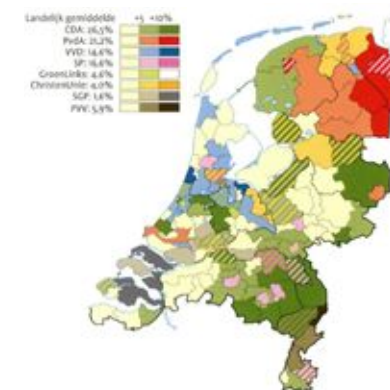 Landelijk gemiddelde +5 +10%
CDA: 26,5%
PvdA: 21,2%
VVD: 14,6%
SP: 16,6%
GroenLinks: 4,6%
ChristenUnie: 4,0%
SGP: 1,6%
PVV: 5,9%